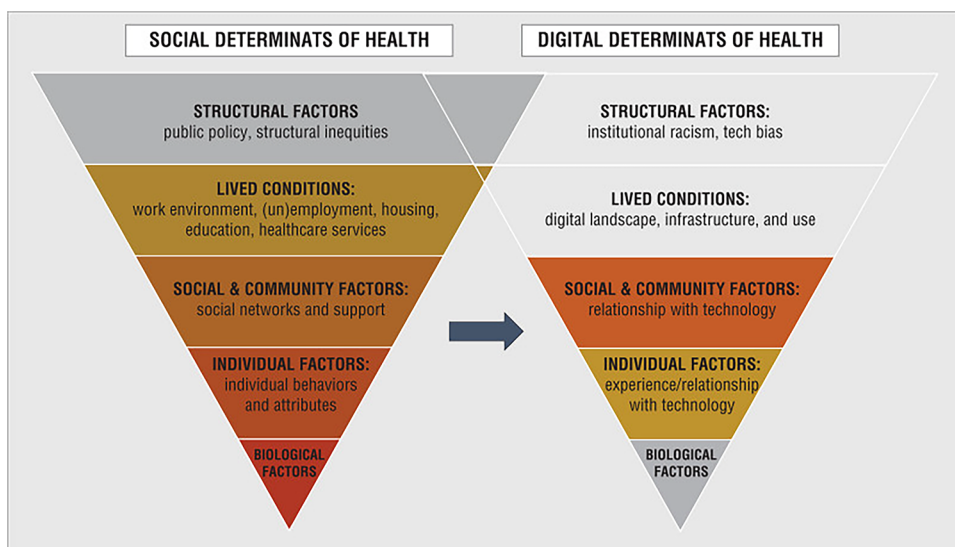 SOCIAL DETERMINATS OF HEALTH
STRUCTURAL FACTORS
public policy, structural inequities
LIVED CONDITIONS:
work environment, (un)employment, housing,
education, healthcare services
SOCIAL & COMMUNITY FACTORS:
social networks and support
INDIVIDUAL FACTORS:
individual behaviors
and attributes
BIOLOGICAL
FACTORS
DIGITAL DETERMINATS OF HEALTH
STRUCTURAL FACTORS:
institutional racism, tech bias
LIVED CONDITIONS:
digital landscape, infrastructure, and use
SOCIAL & COMMUNITY FACTORS:
relationship with technology
INDIVIDUAL FACTORS:
experience/relationship
with technology
BIOLOGICAL
FACTORS